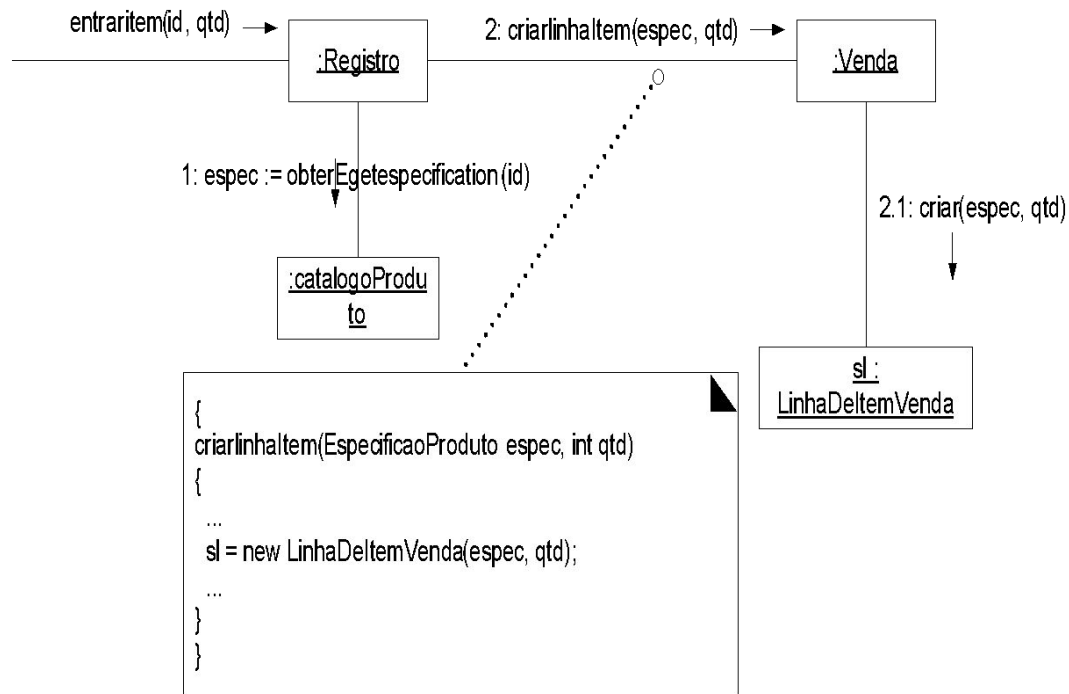 entraritem(id, qtd)
2: criarlinhaItem(espec, qtd)
:Registro
:Venda
1: espec := obterEgetespecification(id)
2.1: criar(espec, qtd)
:catalogoProdu
to
sl :
LinhaDeItemVenda
{
criarlinhaItem(EspecificaoProduto espec, int qtd)
{
...
sl = new LinhaDeItemVenda(espec, qtd);
...
}
}